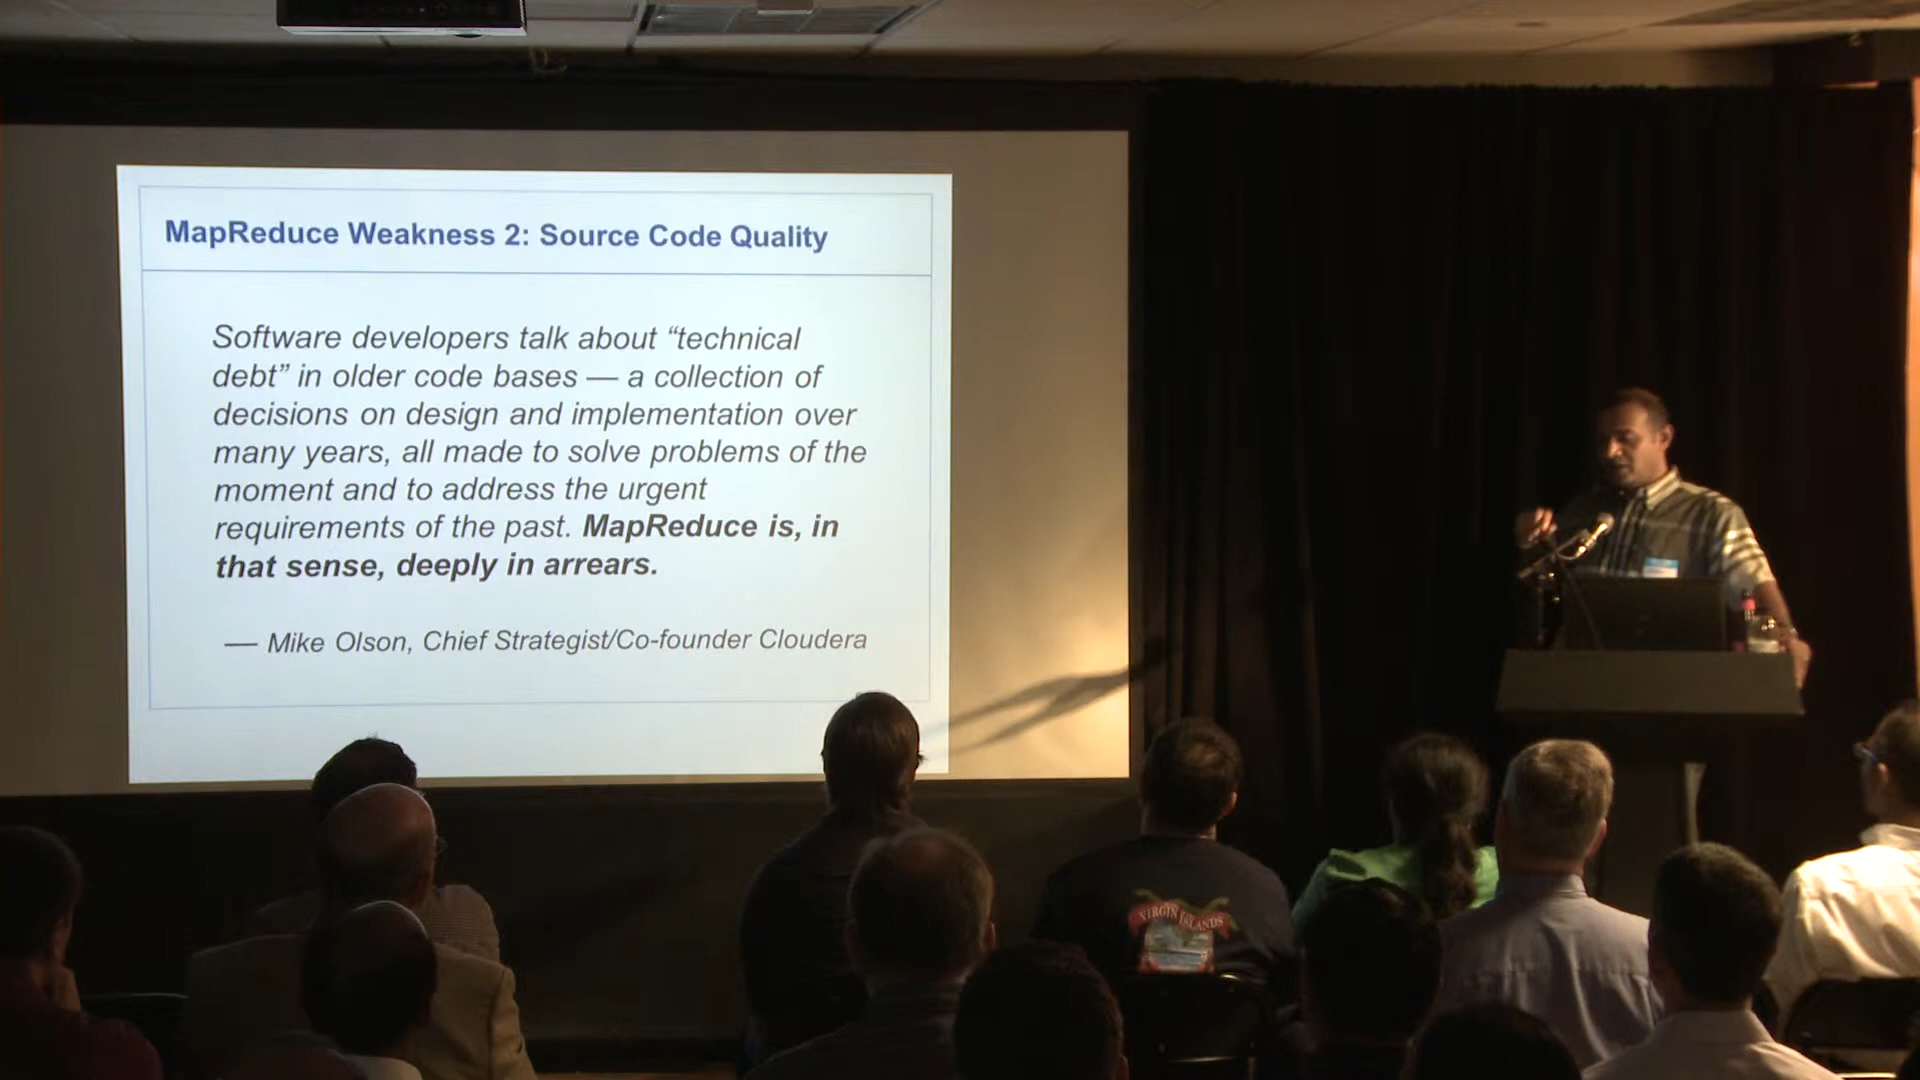 MapReduce Weakness 2: Source Code Quality
Software developers talk about “technical
debt” in older code bases — a collection of
decisions on design and implementation over
many years, all made to solve problems of the
moment and to address the urgent
requirements of the past. MapReduce is, in
that sense, deeply in arrears.
— Mike Olson, Chief Strategist/Co-founder Cloudera
VIRGIN ISLANDS